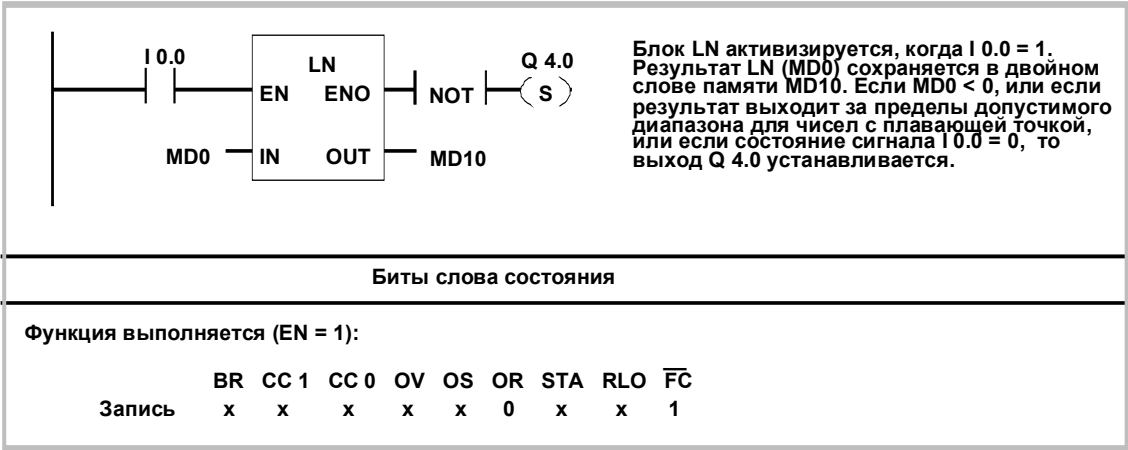 I 0.0
LN
Q 4.0
EN ENO NOT S
MD0 IN OUT MD10
Блок LN активизируется, когда I 0.0 = 1.
Результат LN (MD0) сохраняется в двойном
слове памяти MD10. Если MD0 < 0, или если
результат выходит за пределы допустимого
диапазона для чисел с плавающей точкой,
или если состояние сигнала I 0.0 = 0, то
выход Q 4.0 устанавливается.
Биты слова состояния
Функция выполняется (EN = 1):
BR CC 1 CC 0 OV OS OR STA RLO F̅C̅
Запись x x x x x 0 x x 1